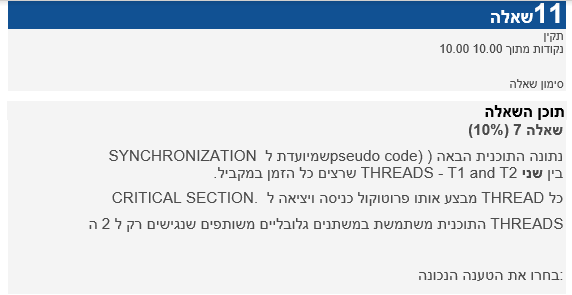 שאלה 11
תקין
נקודות מתוך 10.00 10.00
סימון שאלה
תוכן השאלה
שאלה 7 (10%)
נתונה התוכנית הבאה ( (pseudo codeשמיועדת ל SYNCHRONIZATION
בין שני THREADS - T1 and T2 שרצים כל הזמן במקביל.
כל THREAD מבצע אותו פרוטוקול כניסה ויציאה ל .CRITICAL SECTION
THREADS התוכנית משתמשת במשתנים גלובליים משותפים שנגישים רק ל 2 ה
:בחרו את הטענה הנכונה